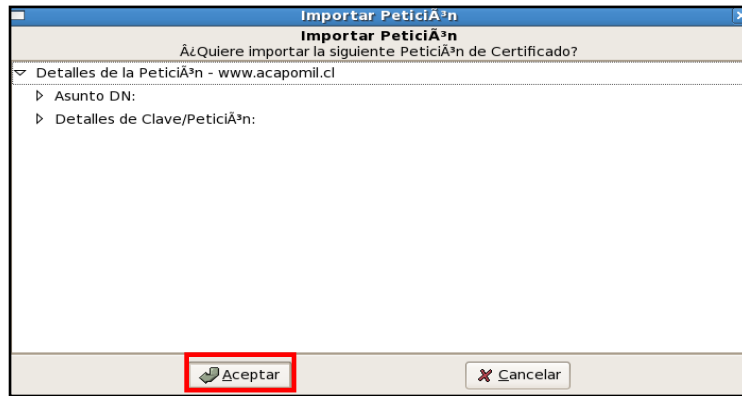 Importar PeticiÃ³n
Importar PeticiÃ³n
Â¿Quiere importar la siguiente PeticiÃ³n de Certificado?
Detalles de la PeticiÃ³n - www.acapomil.cl
Asunto DN:
Detalles de Clave/PeticiÃ³n:
Aceptar
Cancelar